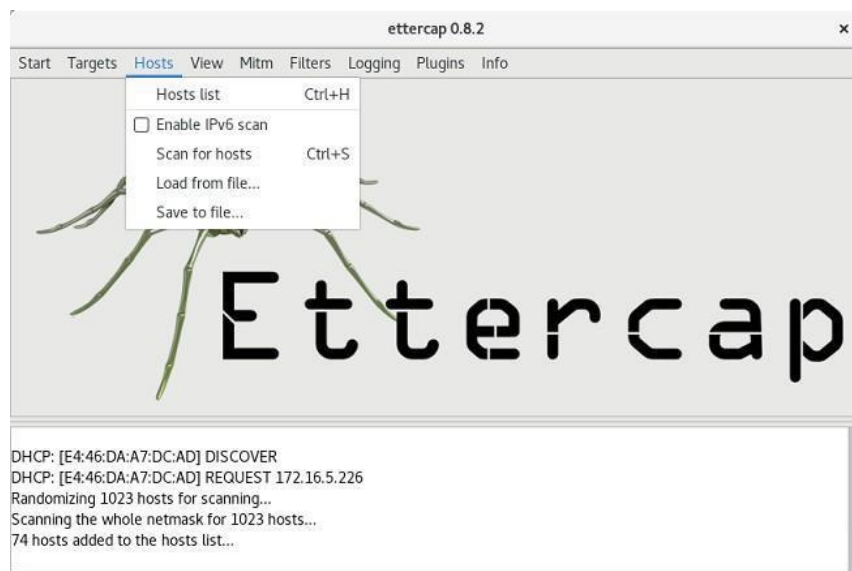 ettercap 0.8.2 ×
Start Targets Hosts View Mitm Filters Logging Plugins Info
Hosts list Ctrl+H
Enable IPv6 scan
Scan for hosts Ctrl+S
Load from file...
Save to file...
Ettercap
DHCP: [E4:46:DA:A7:DC:AD] DISCOVER
DHCP: [E4:46:DA:A7:DC:AD] REQUEST 172.16.5.226
Randomizing 1023 hosts for scanning...
Scanning the whole netmask for 1023 hosts...
74 hosts added to the hosts list...